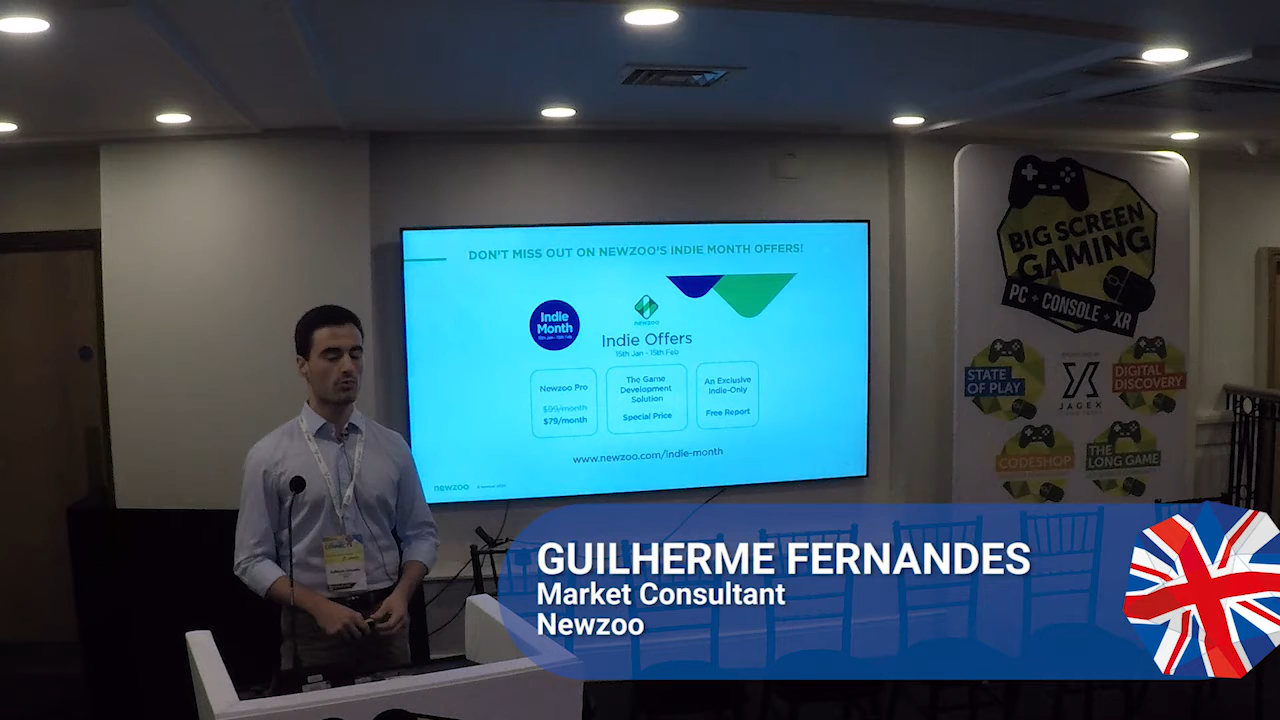 DON'T MISS OUT ON NEWZOO'S INDIE MONTH OFFERS!
Indie
Month
newzoo
Indie Offers
15th Jan - 15th Feb
Newzoo Pro
$99/month
$79/month
The Game
Development
Solution
Special Price
An Exclusive
Indie-Only
Free Report
www.newzoo.com/indie-month
newzoo
BIG SCREEN
GAMING
PC + CONSOLE + XR
STATE
OF PLAY
JAGEX
DIGITAL
DISCOVERY
CODESHOP
THE
LONG GAME
GUILHERME FERNANDES
Market Consultant
Newzoo